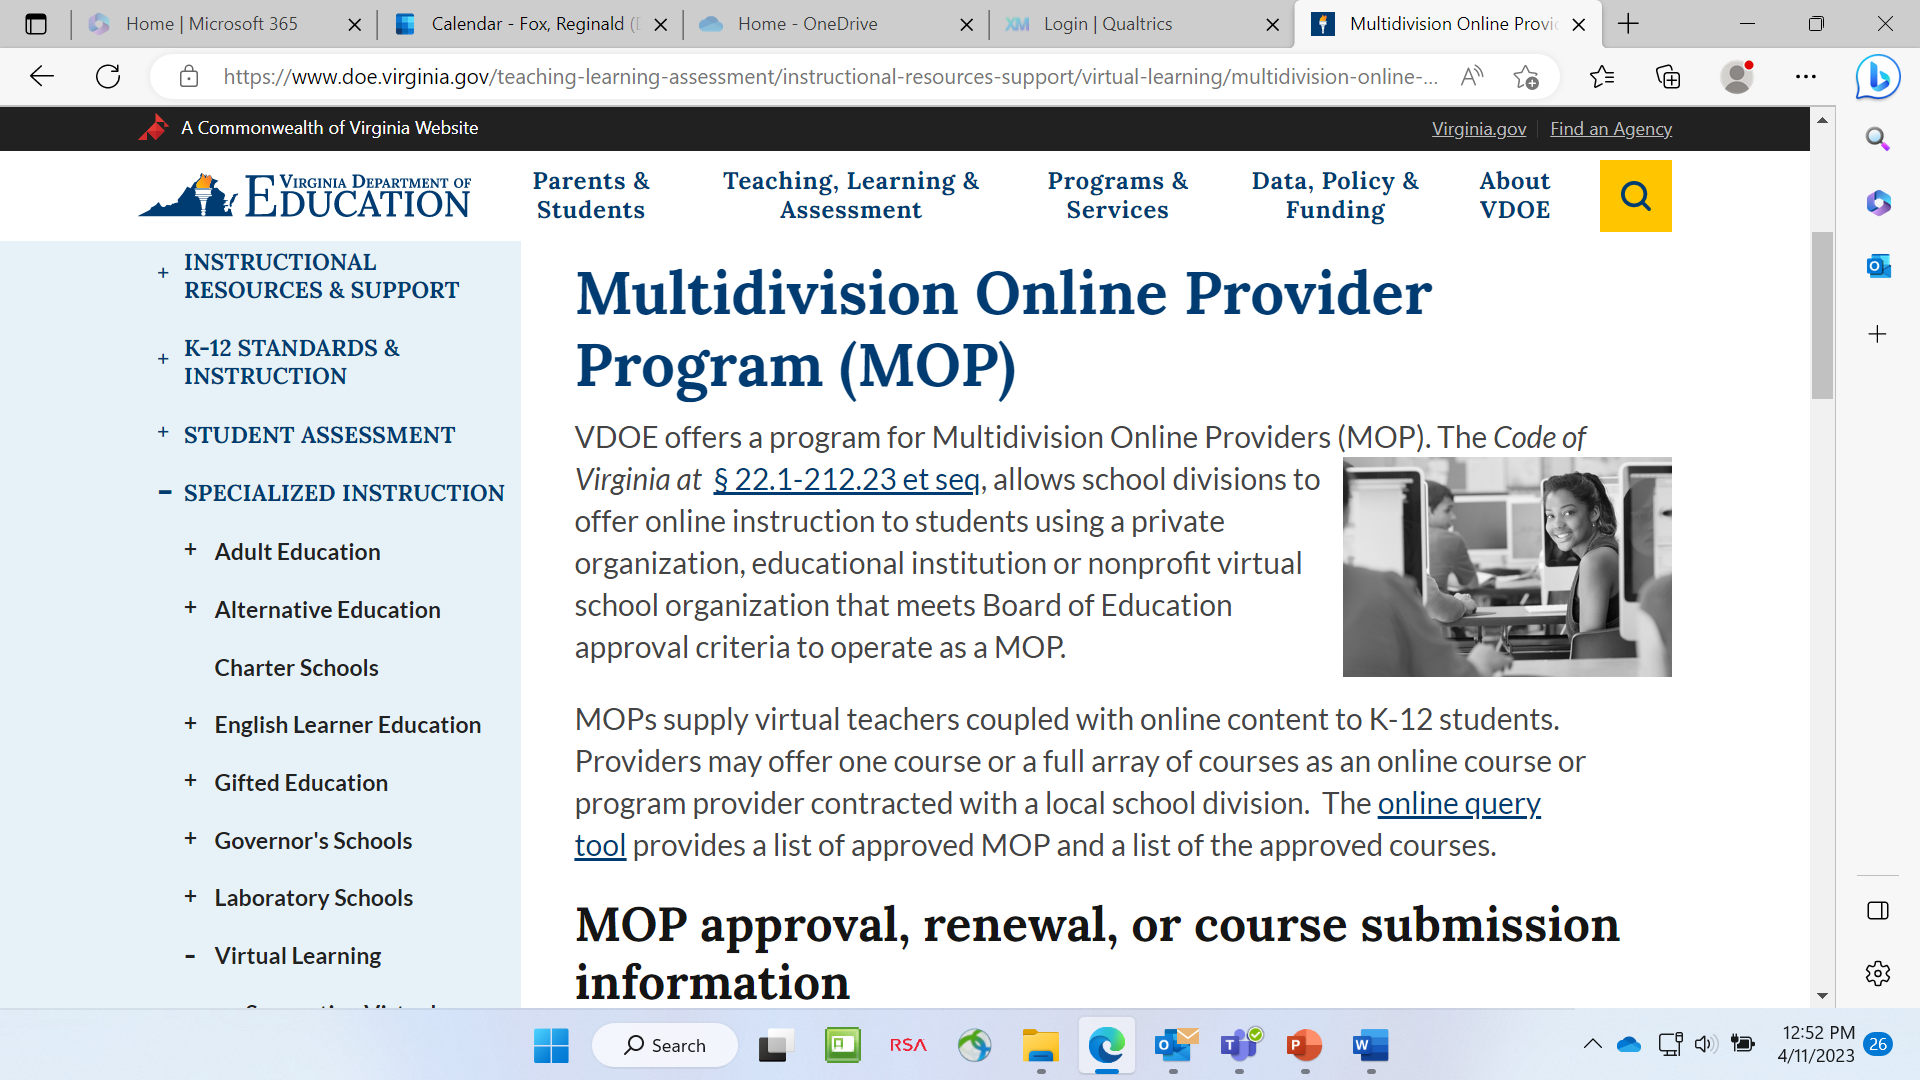 Home | Microsoft 365
Calendar - Fox, Reginald (
Home - OneDrive
XM Login | Qualtrics
Multidivision Online Provi
https://www.doe.virginia.gov/teaching-learning-assessment/instructional-resources-support/virtual-learning/multidivision-online-...
A Commonwealth of Virginia Website
Virginia.gov
Find an Agency
VIRGINIA DEPARTMENT OF
EDUCATION
Parents &
Students
Teaching, Learning &
Assessment
Programs &
Services
Data, Policy &
Funding
About
VDOE
+ INSTRUCTIONAL
RESOURCES & SUPPORT
+ K-12 STANDARDS &
INSTRUCTION
+ STUDENT ASSESSMENT
- SPECIALIZED INSTRUCTION
+ Adult Education
+ Alternative Education
Charter Schools
+ English Learner Education
+ Gifted Education
+ Governor's Schools
+ Laboratory Schools
- Virtual Learning
Multidivision Online Provider
Program (MOP)
VDOE offers a program for Multidivision Online Providers (MOP). The Code of
Virginia at § 22.1-212.23 et seq, allows school divisions to
offer online instruction to students using a private
organization, educational institution or nonprofit virtual
school organization that meets Board of Education
approval criteria to operate as a MOP.
MOPs supply virtual teachers coupled with online content to K-12 students.
Providers may offer one course or a full array of courses as an online course or
program provider contracted with a local school division. The online query
tool provides a list of approved MOP and a list of the approved courses.
MOP approval, renewal, or course submission
information
Search
RSA
12:52 PM
4/11/2023
26